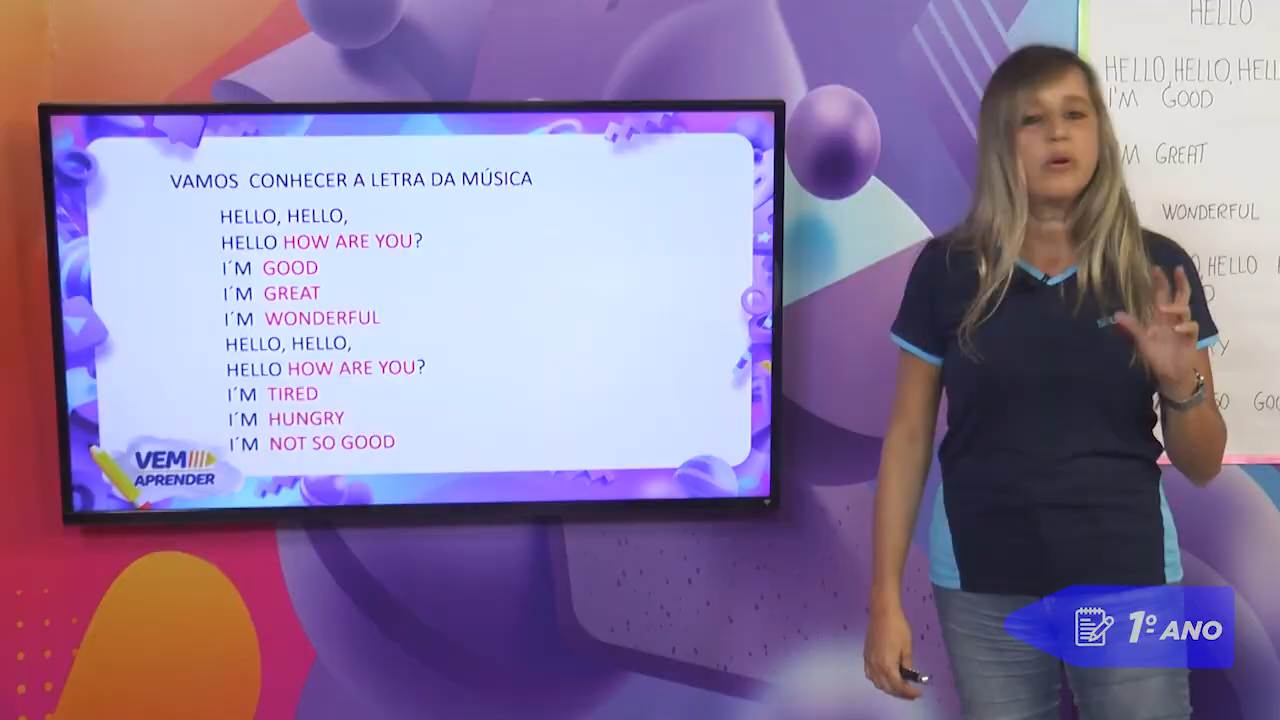 VAMOS CONHECER A LETRA DA MÚSICA
HELLO, HELLO,
HELLO HOW ARE YOU?
I´M GOOD
I´M GREAT
I´M WONDERFUL
HELLO, HELLO,
HELLO HOW ARE YOU?
I´M TIRED
I´M HUNGRY
I´M NOT SO GOOD
VEM
APRENDER
HELLO
HELLO, HELLO,
I'M GOOD
GREAT
WONDERFUL
HELLO
1º ANO